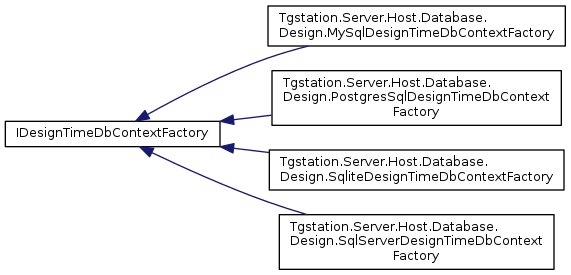 Tgstation.Server.Host.Database.
Design.MySqlDesignTimeDbContextFactory
Tgstation.Server.Host.Database.
Design.PostgresSqlDesignTimeDbContext
Factory
IDesignTimeDbContextFactory
Tgstation.Server.Host.Database.
Design.SqliteDesignTimeDbContextFactory
Tgstation.Server.Host.Database.
Design.SqlServerDesignTimeDbContext
Factory